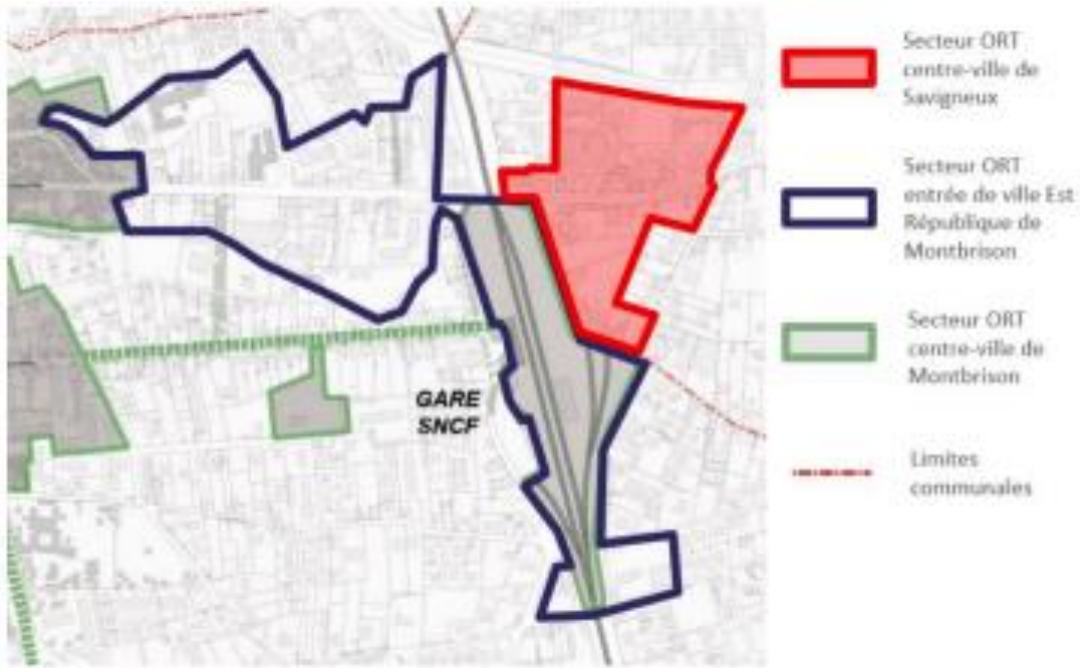 GARE
SNCF
Secteur ORT
centre-ville de
Savigneux
Secteur ORT
entrée de ville Est
République de
Montbrison
Secteur ORT
centre-ville de
Montbrison
Limites
communales